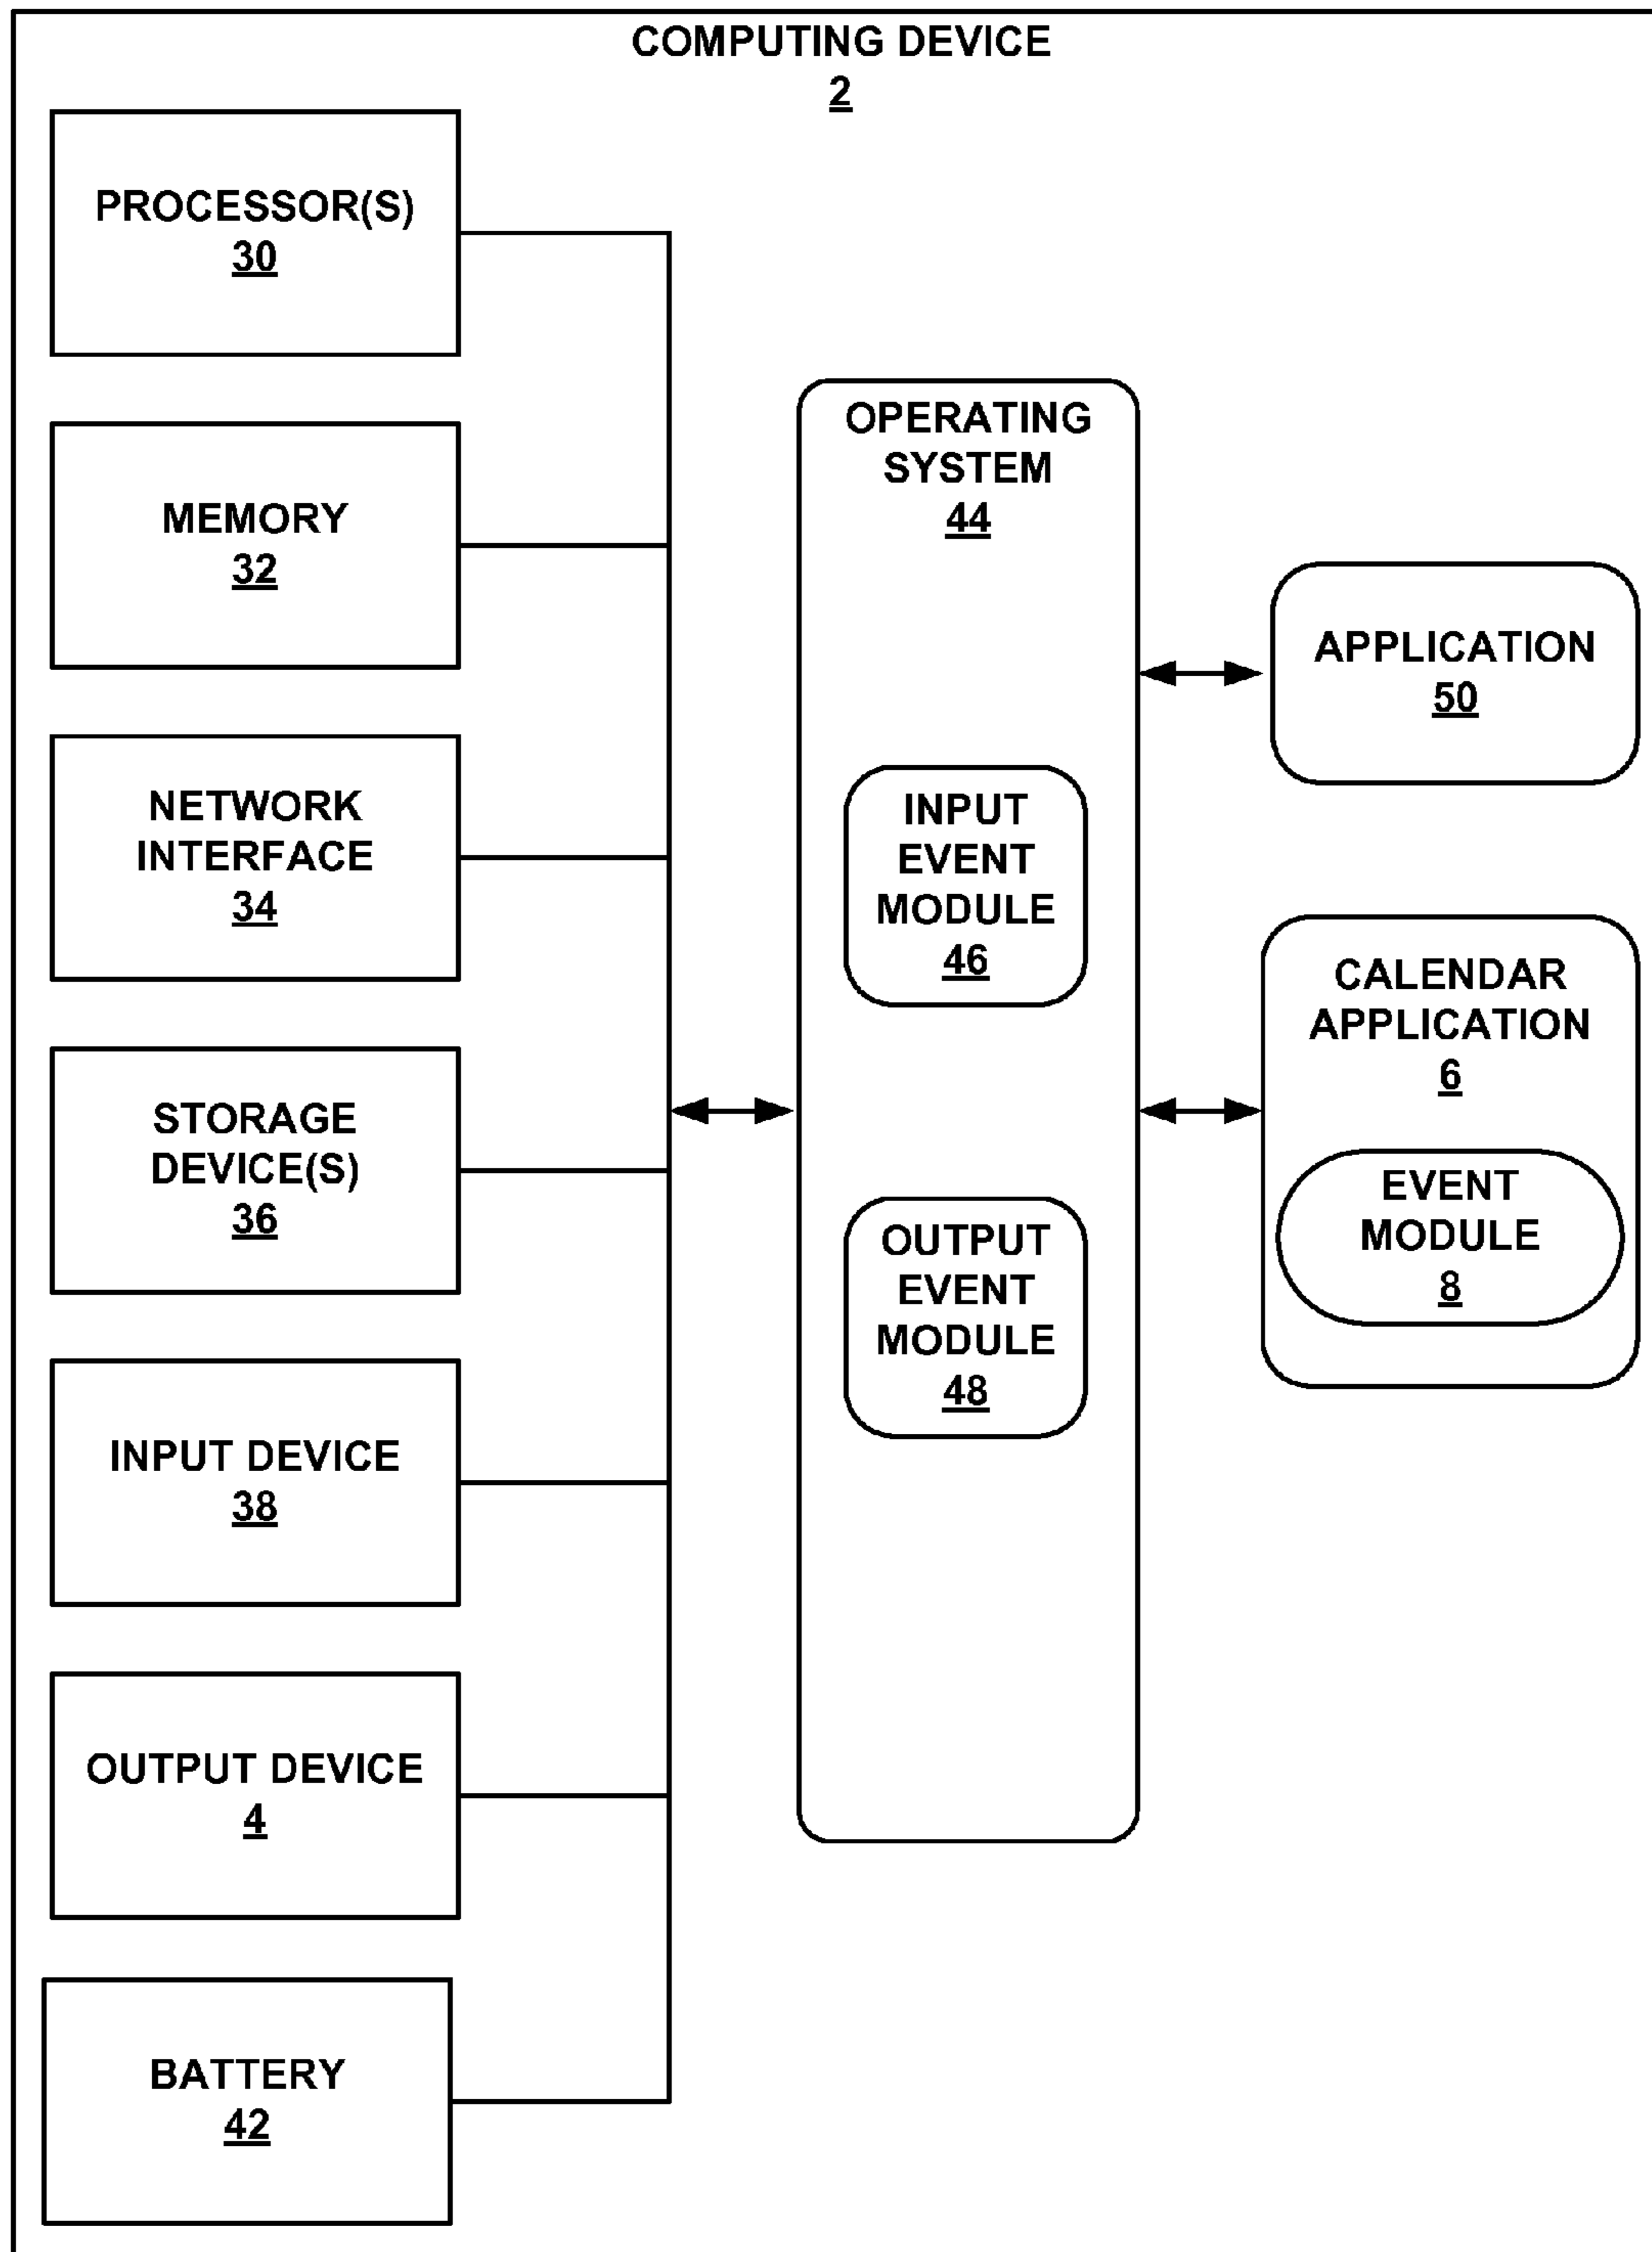 COMPUTING DEVICE
2
PROCESSOR(S)
30
MEMORY
32
NETWORK
INTERFACE
34
STORAGE
DEVICE(S)
36
INPUT DEVICE
38
OUTPUT DEVICE
4
BATTERY
42
OPERATING
SYSTEM
44
INPUT
EVENT
MODULE
46
OUTPUT
EVENT
MODULE
48
APPLICATION
50
CALENDAR
APPLICATION
6
EVENT
MODULE
8